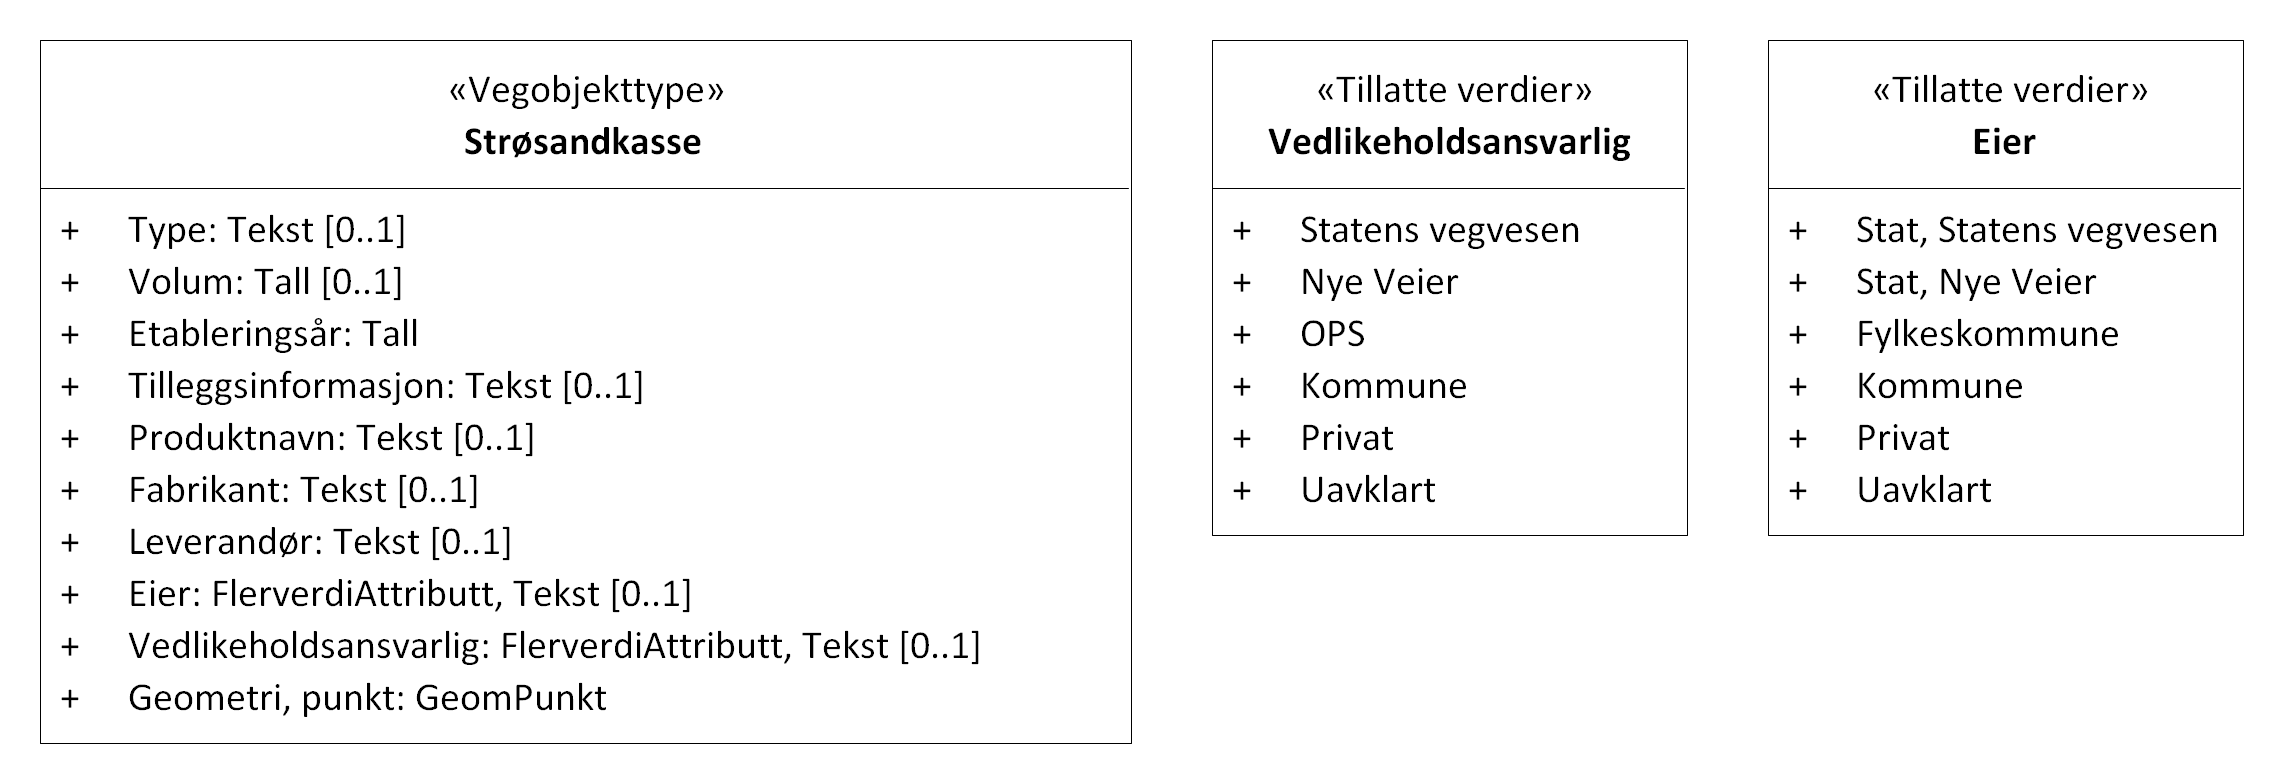 «Vegobjekttype»
Strøsandkasse
+ Type: Tekst [0..1]
+ Volum: Tall [0..1]
+ Etableringsår: Tall
+ Tilleggsinformasjon: Tekst [0..1]
+ Produktnavn: Tekst [0..1]
+ Fabrikant: Tekst [0..1]
+ Leverandør: Tekst [0..1]
+ Eier: FlerverdiAttributt, Tekst [0..1]
+ Vedlikeholdsansvarlig: FlerverdiAttributt, Tekst [0..1]
+ Geometri, punkt: GeomPunkt
«Tillatte verdier»
Vedlikeholdsansvarlig
+ Statens vegvesen
+ Nye Veier
+ OPS
+ Kommune
+ Privat
+ Uavklart
«Tillatte verdier»
Eier
+ Stat, Statens vegvesen
+ Stat, Nye Veier
+ Fylkeskommune
+ Kommune
+ Privat
+ Uavklart